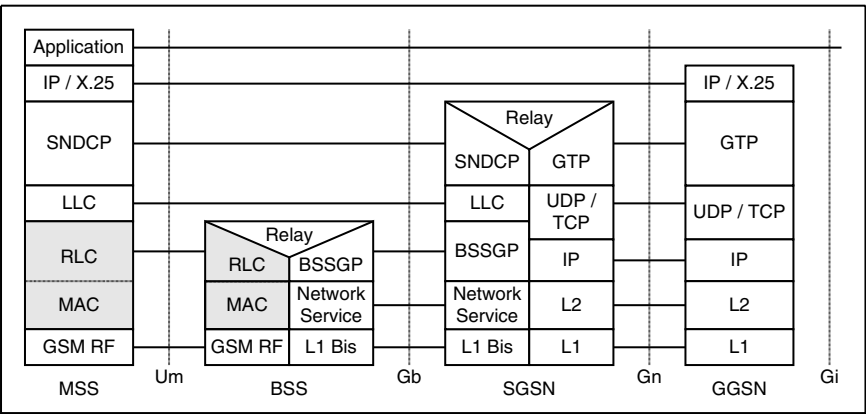 Application
IP / X.25
IP / X.25
Relay
SNDCP
SNDCP
GTP
GTP
LLC
LLC
UDP /
TCP
UDP / TCP
Relay
RLC
RLC
BSSGP
BSSGP
IP
IP
MAC
MAC
Network
Service
Network
Service
L2
L2
GSM RF
GSM RF
L1 Bis
L1 Bis
L1
L1
MSS
Um
BSS
Gb
SGSN
Gn
GGSN
Gi